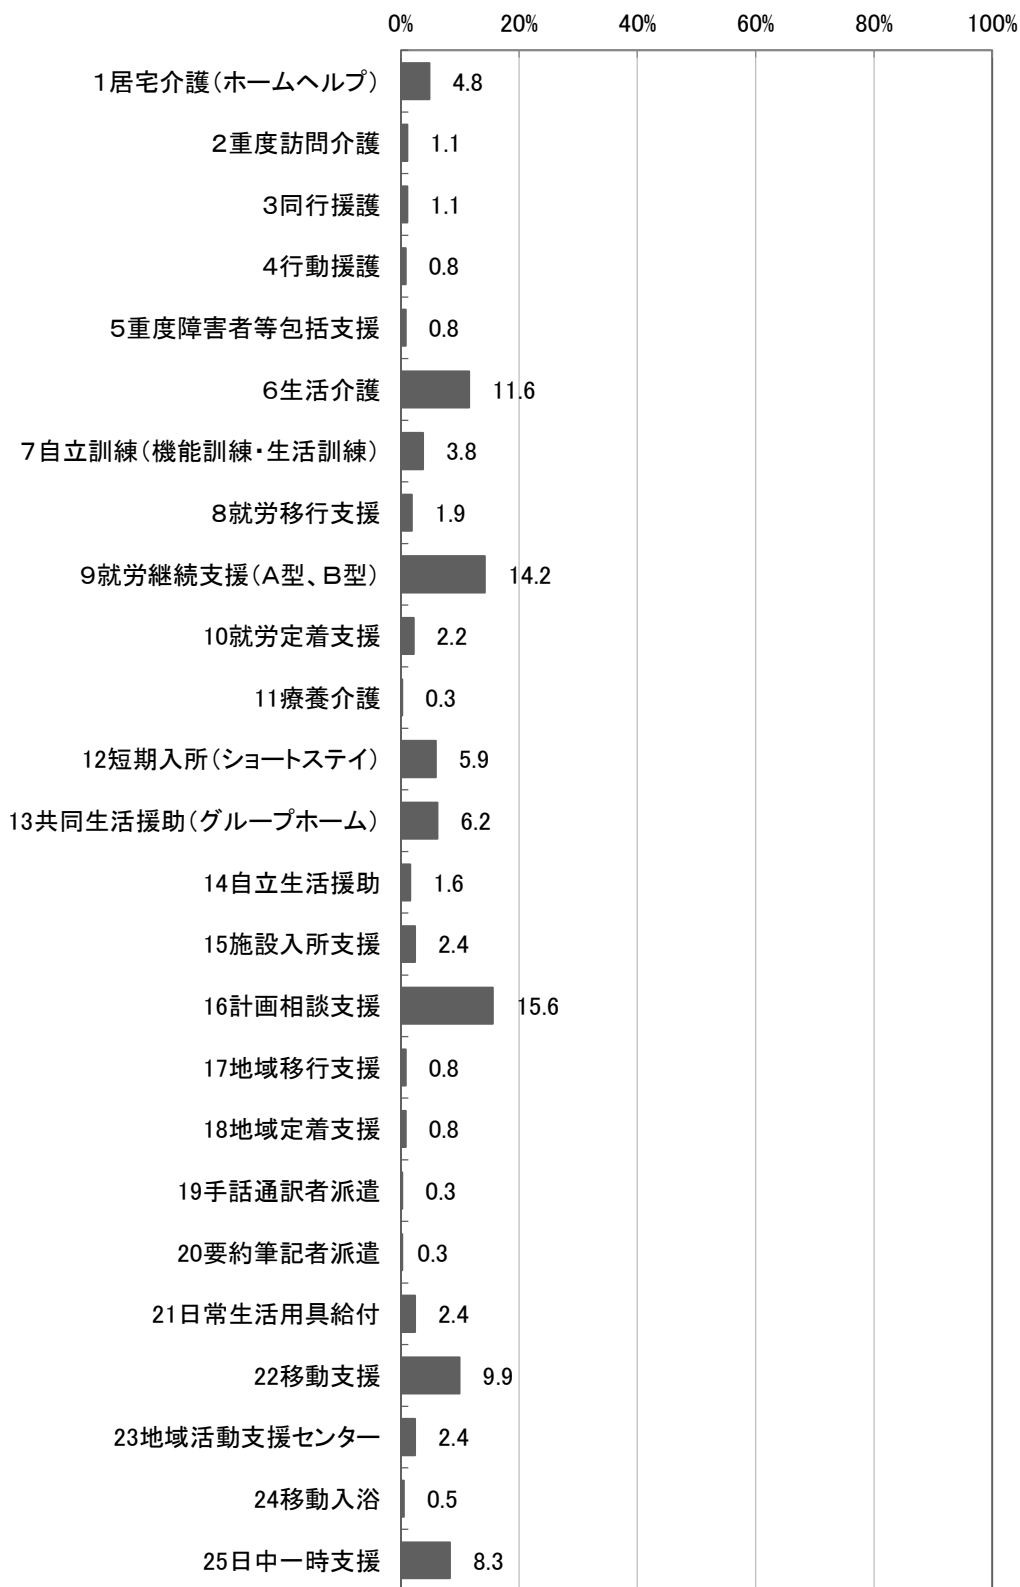 0% 20% 40% 60% 80% 100%
1居宅介護（ホームヘルプ） 4.8
2重度訪問介護 1.1
3同行援護 1.1
4行動援護 0.8
5重度障害者等包括支援 0.8
6生活介護 11.6
7自立訓練（機能訓練・生活訓練） 3.8
8就労移行支援 1.9
9就労継続支援（A型、B型） 14.2
10就労定着支援 2.2
11療養介護 0.3
12短期入所（ショートステイ） 5.9
13共同生活援助（グループホーム） 6.2
14自立生活援助 1.6
15施設入所支援 2.4
16計画相談支援 15.6
17地域移行支援 0.8
18地域定着支援 0.8
19手話通訳者派遣 0.3
20要約筆記者派遣 0.3
21日常生活用具給付 2.4
22移動支援 9.9
23地域活動支援センター 2.4
24移動入浴 0.5
25日中一時支援 8.3